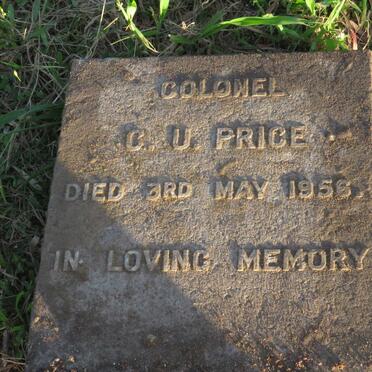 COLONEL
C. U. PRICE
DIED 3RD MAY 1956.
IN LOVING MEMORY